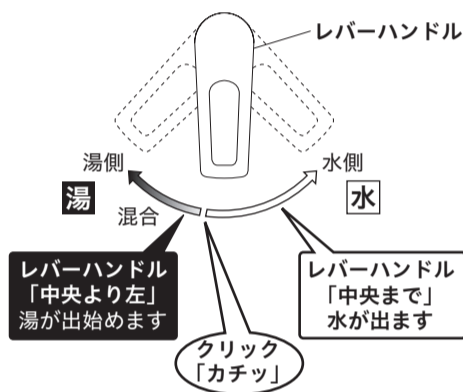 レバーハンドル
湯側
水側
湯
水
混合
レバーハンドル
「中央より左」
湯が出始めます
レバーハンドル
「中央まで」
水が出ます
クリック
「カチッ」